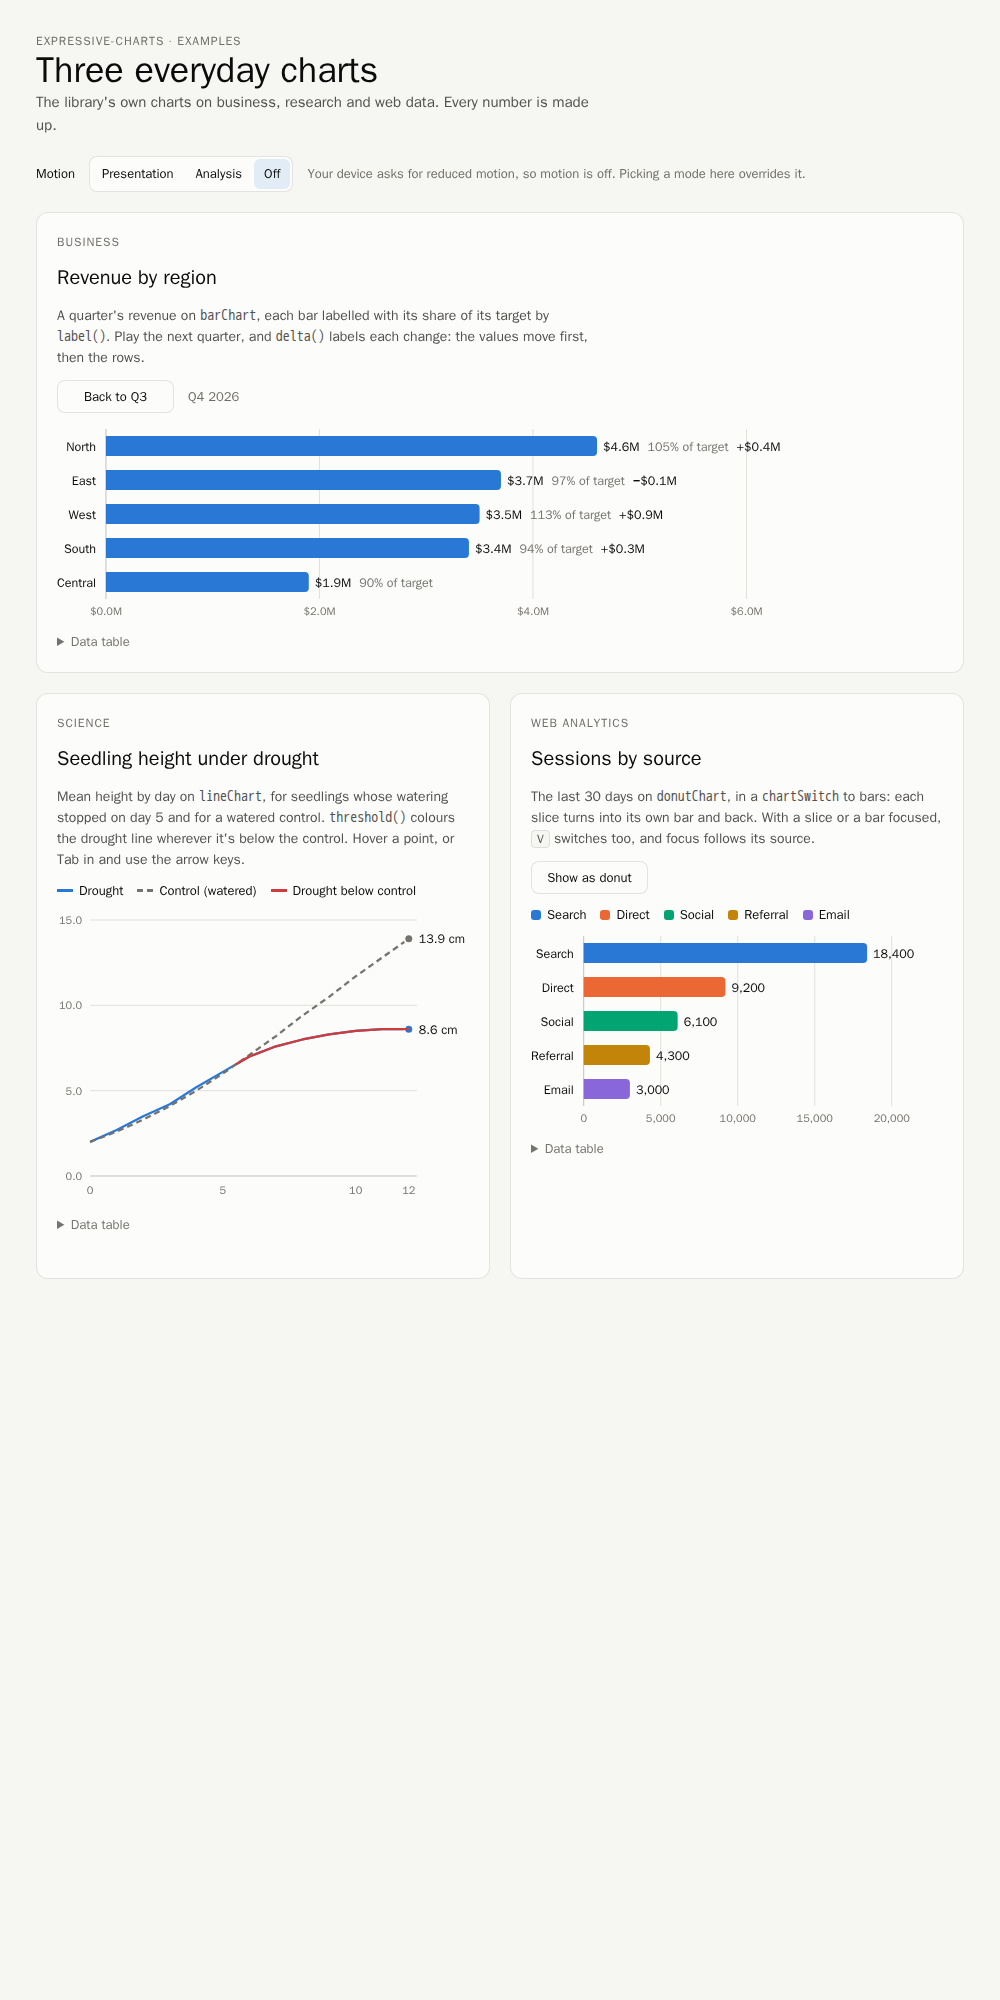 EXPRESSIVE-CHARTS · EXAMPLES
Three everyday charts
The library's own charts on business, research and web data. Every number is made
up.
Motion Presentation Analysis Off Your device asks for reduced motion, so motion is off. Picking a mode here overrides it.
BUSINESS
Revenue by region
A quarter's revenue on barChart, each bar labelled with its share of its target by
label(). Play the next quarter, and delta() labels each change: the values move first,
then the rows.
Back to Q3 Q4 2026
North $4.6M 105% of target +$0.4M
East $3.7M 97% of target −$0.1M
West $3.5M 113% of target +$0.9M
South $3.4M 94% of target +$0.3M
Central $1.9M 90% of target
$0.0M $2.0M $4.0M $6.0M
Data table
SCIENCE
Seedling height under drought
Mean height by day on lineChart, for seedlings whose watering
stopped on day 5 and for a watered control. threshold() colours
the drought line wherever it's below the control. Hover a point, or
Tab in and use the arrow keys.
Drought Control (watered) Drought below control
15.0
13.9 cm
10.0
8.6 cm
5.0
0.0
0 5 10 12
Data table
WEB ANALYTICS
Sessions by source
The last 30 days on donutChart, in a chartSwitch to bars: each
slice turns into its own bar and back. With a slice or a bar focused,
V switches too, and focus follows its source.
Show as donut
Search Direct Social Referral Email
Search 18,400
Direct 9,200
Social 6,100
Referral 4,300
Email 3,000
0 5,000 10,000 15,000 20,000
Data table